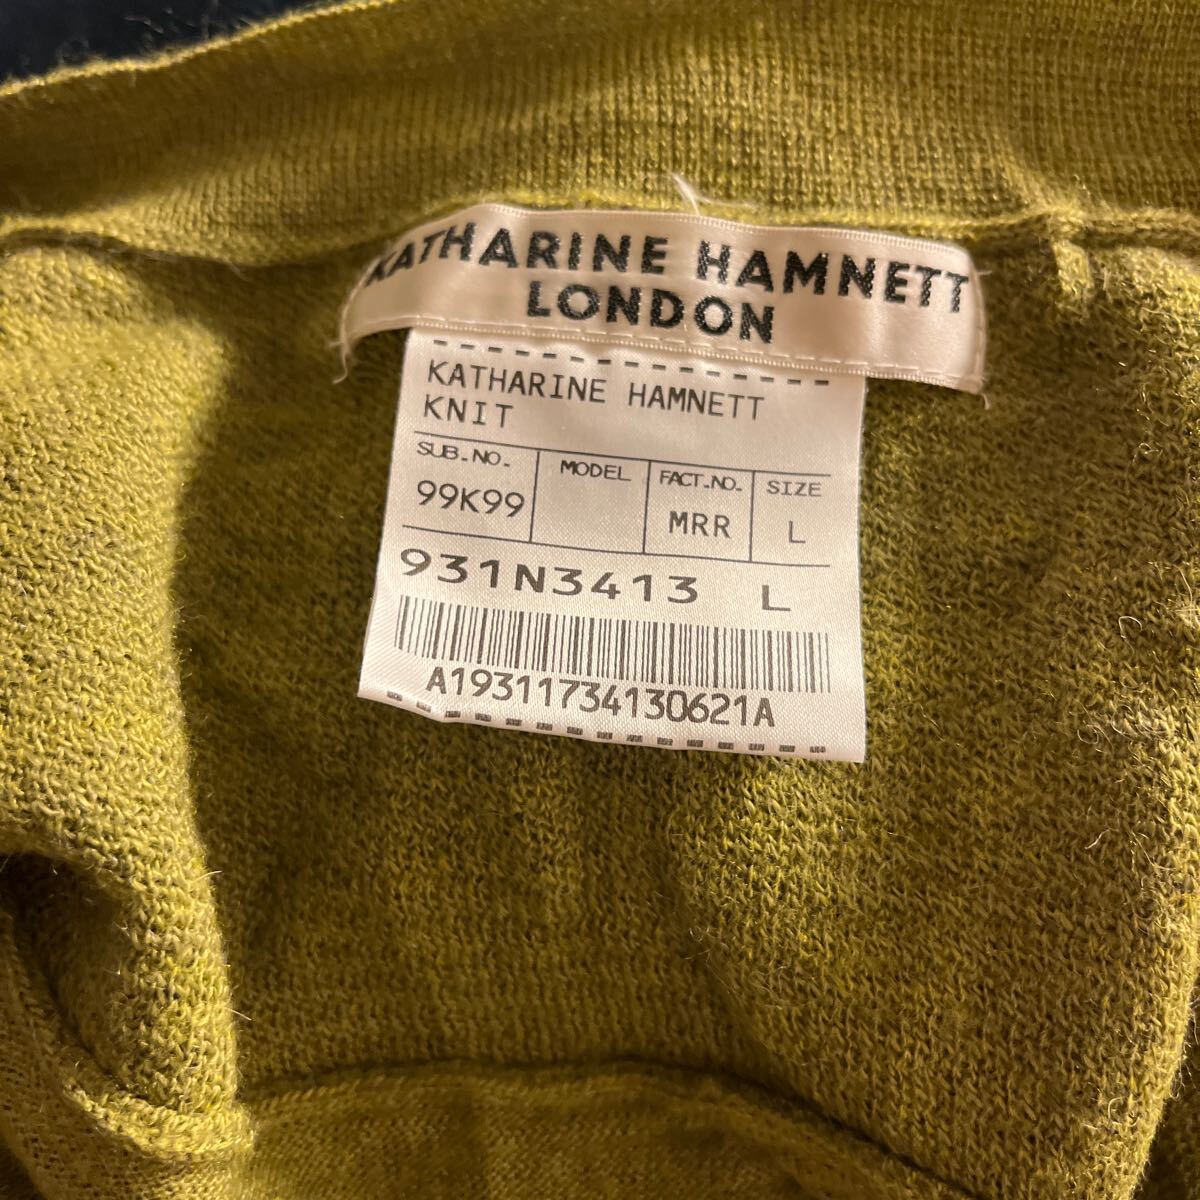 KATHARINE HAMNETT
LONDON
KATHARINE HAMNETT
KNIT
SUB.NO. MODEL FACT.NO. SIZE
99K99 MRR L
931N3413 L
A19311734130621A